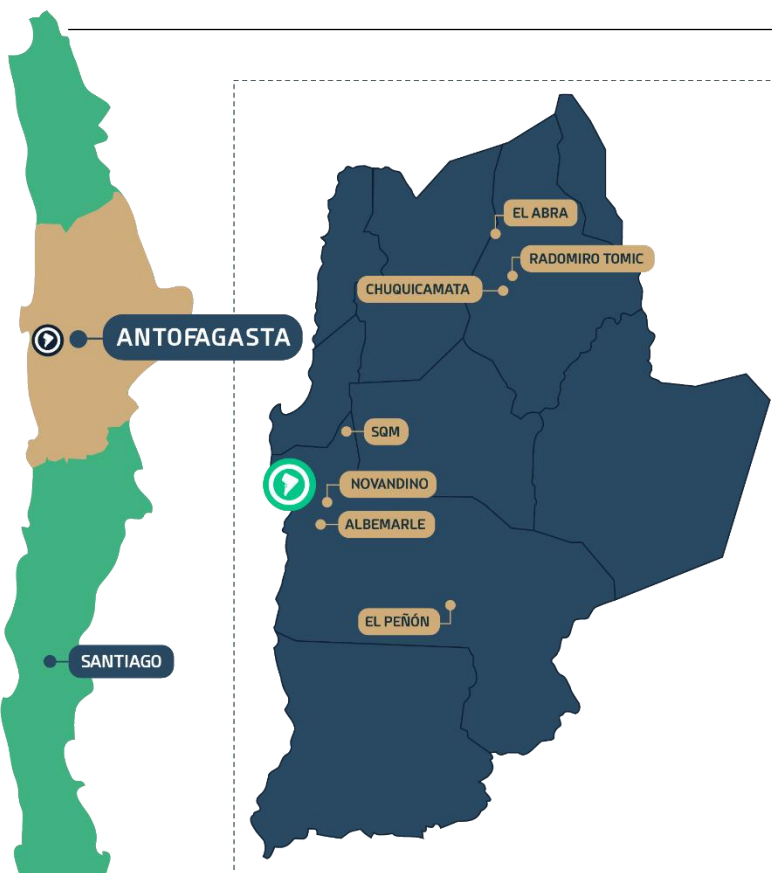 EL ABRA
RADOMIRO TOMIC
CHUQUICAMATA
ANTOFAGASTA
SQM
NOVANDINO
ALBEMARLE
EL PEÑÓN
SANTIAGO